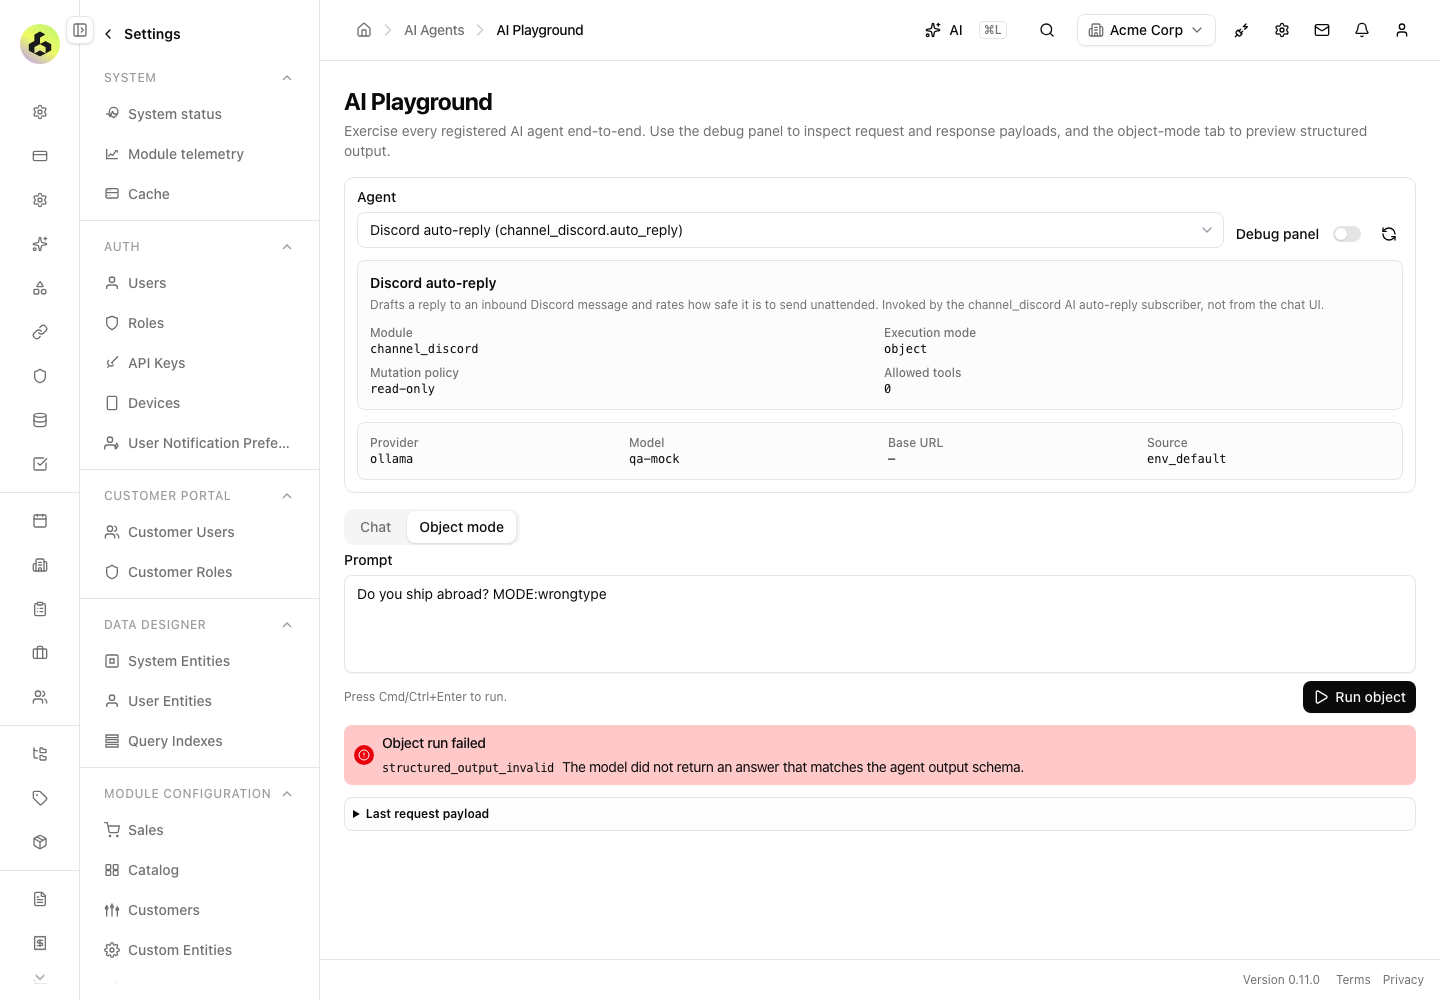 Settings
AI Agents
AI Playground
AI
⌘L
Acme Corp
SYSTEM
System status
Module telemetry
Cache
AUTH
Users
Roles
API Keys
Devices
User Notification Prefe...
CUSTOMER PORTAL
Customer Users
Customer Roles
DATA DESIGNER
System Entities
User Entities
Query Indexes
MODULE CONFIGURATION
Sales
Catalog
Customers
Custom Entities
AI Playground
Exercise every registered AI agent end-to-end. Use the debug panel to inspect request and response payloads, and the object-mode tab to preview structured
output.
Agent
Discord auto-reply (channel_discord.auto_reply)
Debug panel
Discord auto-reply
Drafts a reply to an inbound Discord message and rates how safe it is to send unattended. Invoked by the channel_discord AI auto-reply subscriber, not from the chat UI.
Module
Execution mode
channel_discord
object
Mutation policy
Allowed tools
read-only
0
Provider
Model
Base URL
Source
ollama
qa-mock
—
env_default
Chat
Object mode
Prompt
Do you ship abroad? MODE:wrongtype
Press Cmd/Ctrl+Enter to run.
Run object
Object run failed
structured_output_invalid The model did not return an answer that matches the agent output schema.
Last request payload
Version 0.11.0
Terms
Privacy